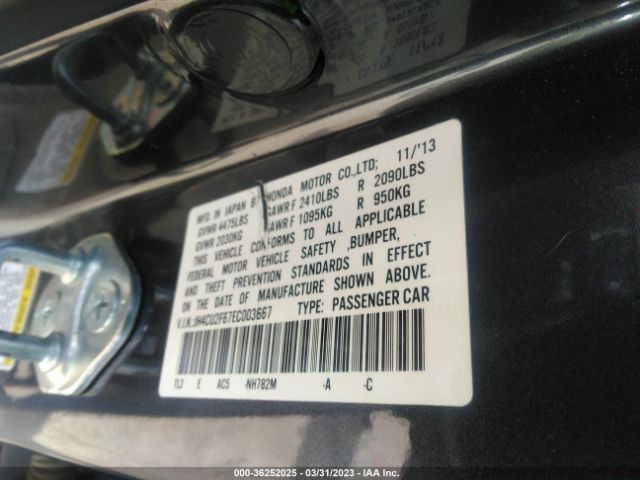 MFD. IN JAPAN BY HONDA MOTOR CO.,LTD; 11/'13
GVWR 4475LBS GAWR F 2410LBS R 2090LBS
GVWR 2030KG GAWR F 1095KG R 950KG
THIS VEHICLE CONFORMS TO ALL APPLICABLE
FEDERAL MOTOR VEHICLE SAFETY ,BUMPER,
AND THEFT PREVENTION STANDARDS IN EFFECT
ON THE DATE OF MANUFACTURE SHOWN ABOVE.
V.I.N.:JH4CU2F67EC003667 TYPE: PASSENGER CAR
TL2 E AC5 -NH782M -A -C
000-36252025 - 03/31/2023 - IAA Inc.